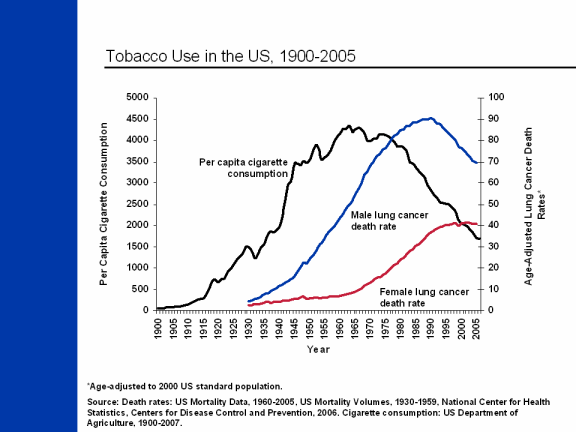 Tobacco Use in the US, 1900-2005
Per Capita Cigarette Consumption
5000
4500
4000
3500
3000
2500
2000
1500
1000
500
0
100
90
80
70
60
50
40
30
20
10
0
Age-Adjusted Lung Cancer Death
Rates*
Per capita cigarette
consumption
Male lung cancer
death rate
Female lung cancer
death rate
1900
1905
1910
1915
1920
1925
1930
1935
1940
1945
1950
1955
1960
1965
1970
1975
1980
1985
1990
1995
2000
2005
Year
*Age-adjusted to 2000 US standard population.
Source: Death rates: US Mortality Data, 1960-2005, US Mortality Volumes, 1930-1959, National Center for Health
Statistics, Centers for Disease Control and Prevention, 2006. Cigarette consumption: US Department of
Agriculture, 1900-2007.